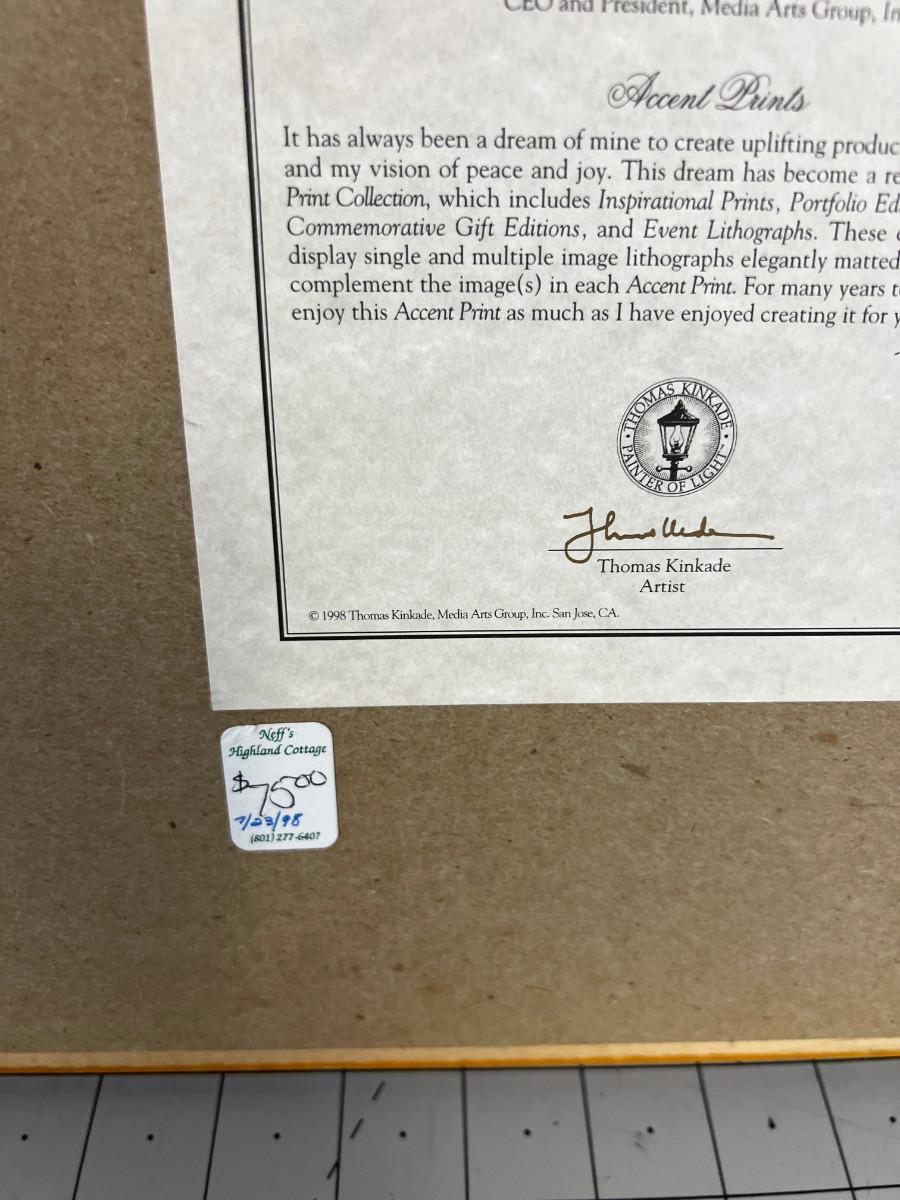 CEO and President, Media Arts Group, In
Accent Prints
It has always been a dream of mine to create uplifting produc
and my vision of peace and joy. This dream has become a re
Print Collection, which includes Inspirational Prints, Portfolio Ed
Commemorative Gift Editions, and Event Lithographs. These
display single and multiple image lithographs elegantly matted
complement the image(s) in each Accent Print. For many years t
enjoy this Accent Print as much as I have enjoyed creating it for y
THOMAS KINKADE
PAINTER OF LIGHT™
Thomas Kinkade
Artist
© 1998 Thomas Kinkade, Media Arts Group, Inc. San Jose, CA.
Neff's
Highland Cottage
$7500
7/23/98
(801) 277-6407